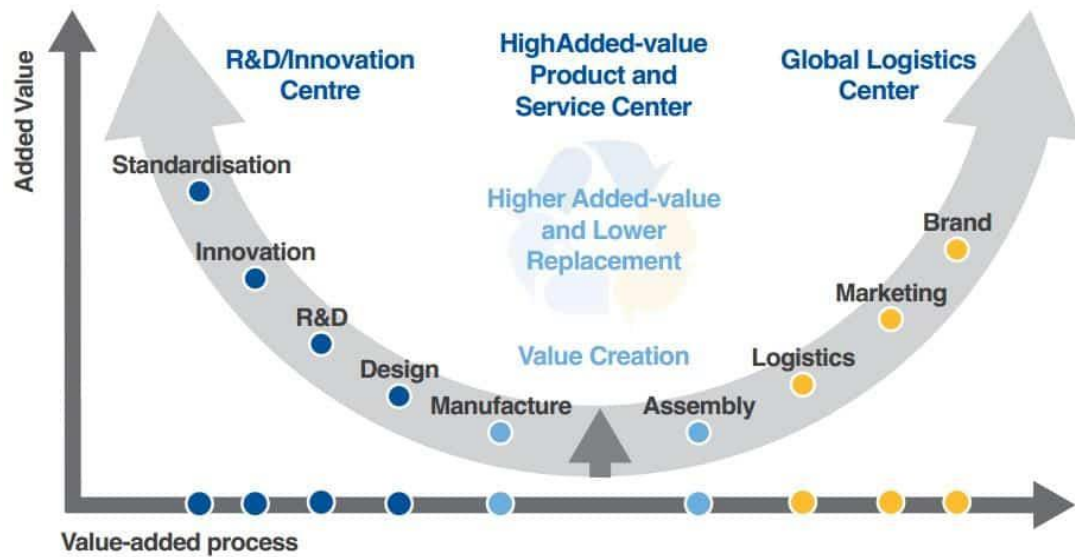 Added Value
R&D/Innovation
Centre
HighAdded-value
Product and
Service Center
Global Logistics
Center
Standardisation
Innovation
R&D
Design
Manufacture
Higher Added-value
and Lower
Replacement
Value Creation
Assembly
Logistics
Marketing
Brand
Value-added process